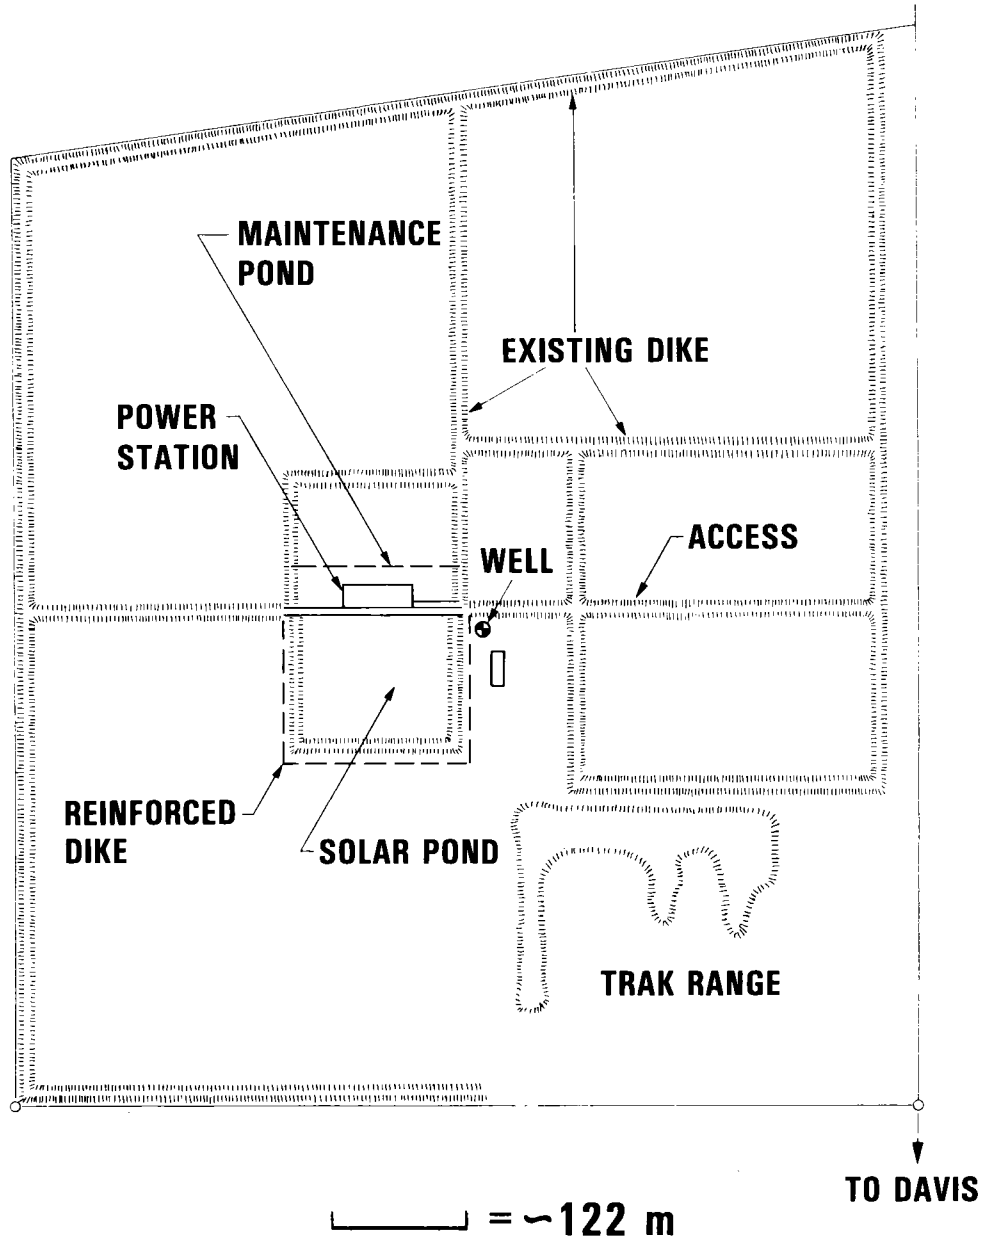 MAINTENANCE
POND
EXISTING DIKE
POWER
STATION
WELL
ACCESS
REINFORCED
DIKE
SOLAR POND
TRAK RANGE
TO DAVIS
= ~122 m